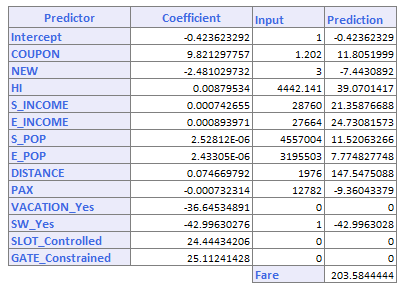 Predictor Coefficient Input Prediction
Intercept -0.423623292 1 -0.42362329
COUPON 9.821297757 1.202 11.8051999
NEW -2.481029732 3 -7.4430892
HI 0.00879534 4442.141 39.0701417
S_INCOME 0.000742655 28760 21.35876688
E_INCOME 0.000893971 27664 24.73081573
S_POP 2.52812E-06 4557004 11.52063266
E_POP 2.43305E-06 3195503 7.774827748
DISTANCE 0.074669792 1976 147.5475088
PAX -0.000732314 12782 -9.36043379
VACATION_Yes -36.64534891 0 0
SW_Yes -42.99630276 1 -42.9963028
SLOT_Controlled 24.44434206 0 0
GATE_Constrained 25.11241428 0 0
Fare 203.5844444